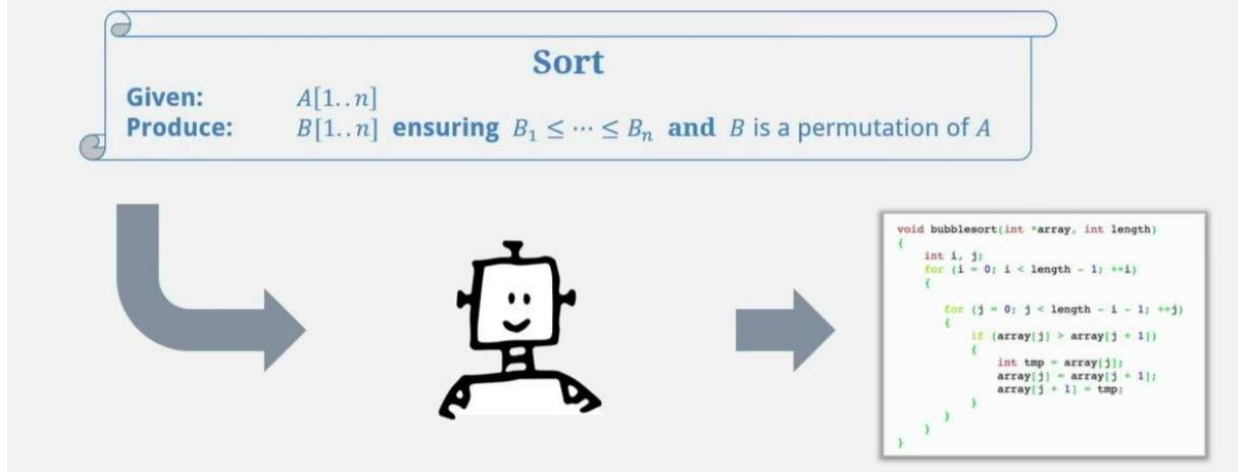 Sort
Given: A[1..n]
Produce: B[1..n] ensuring B₁ ≤ ⋯ ≤ Bₙ and B is a permutation of A
void bubblesort(int *array, int length)
{
    int i, j;
    for (i = 0; i < length - 1; ++i)
    {
        for (j = 0; j < length - i - 1; ++j)
        {
            if (array[j] > array[j + 1])
            {
                int tmp = array[j];
                array[j] = array[j + 1];
                array[j + 1] = tmp;
            }
        }
    }
}